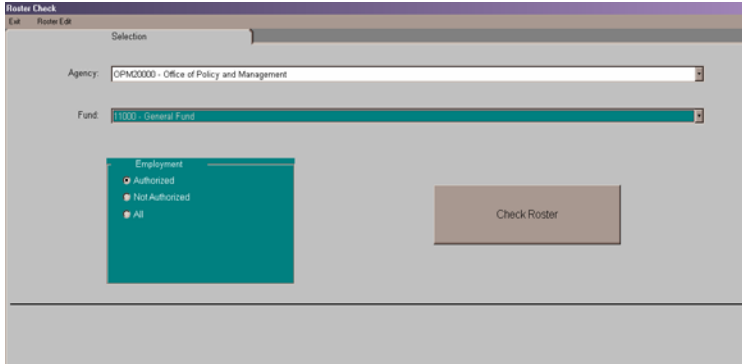 Roster Check
Exit Roster Edit
Selection
Agency: OPM20000 - Office of Policy and Management
Fund: 11000 - General Fund
Employment
Authorized
Not Authorized
All
Check Roster